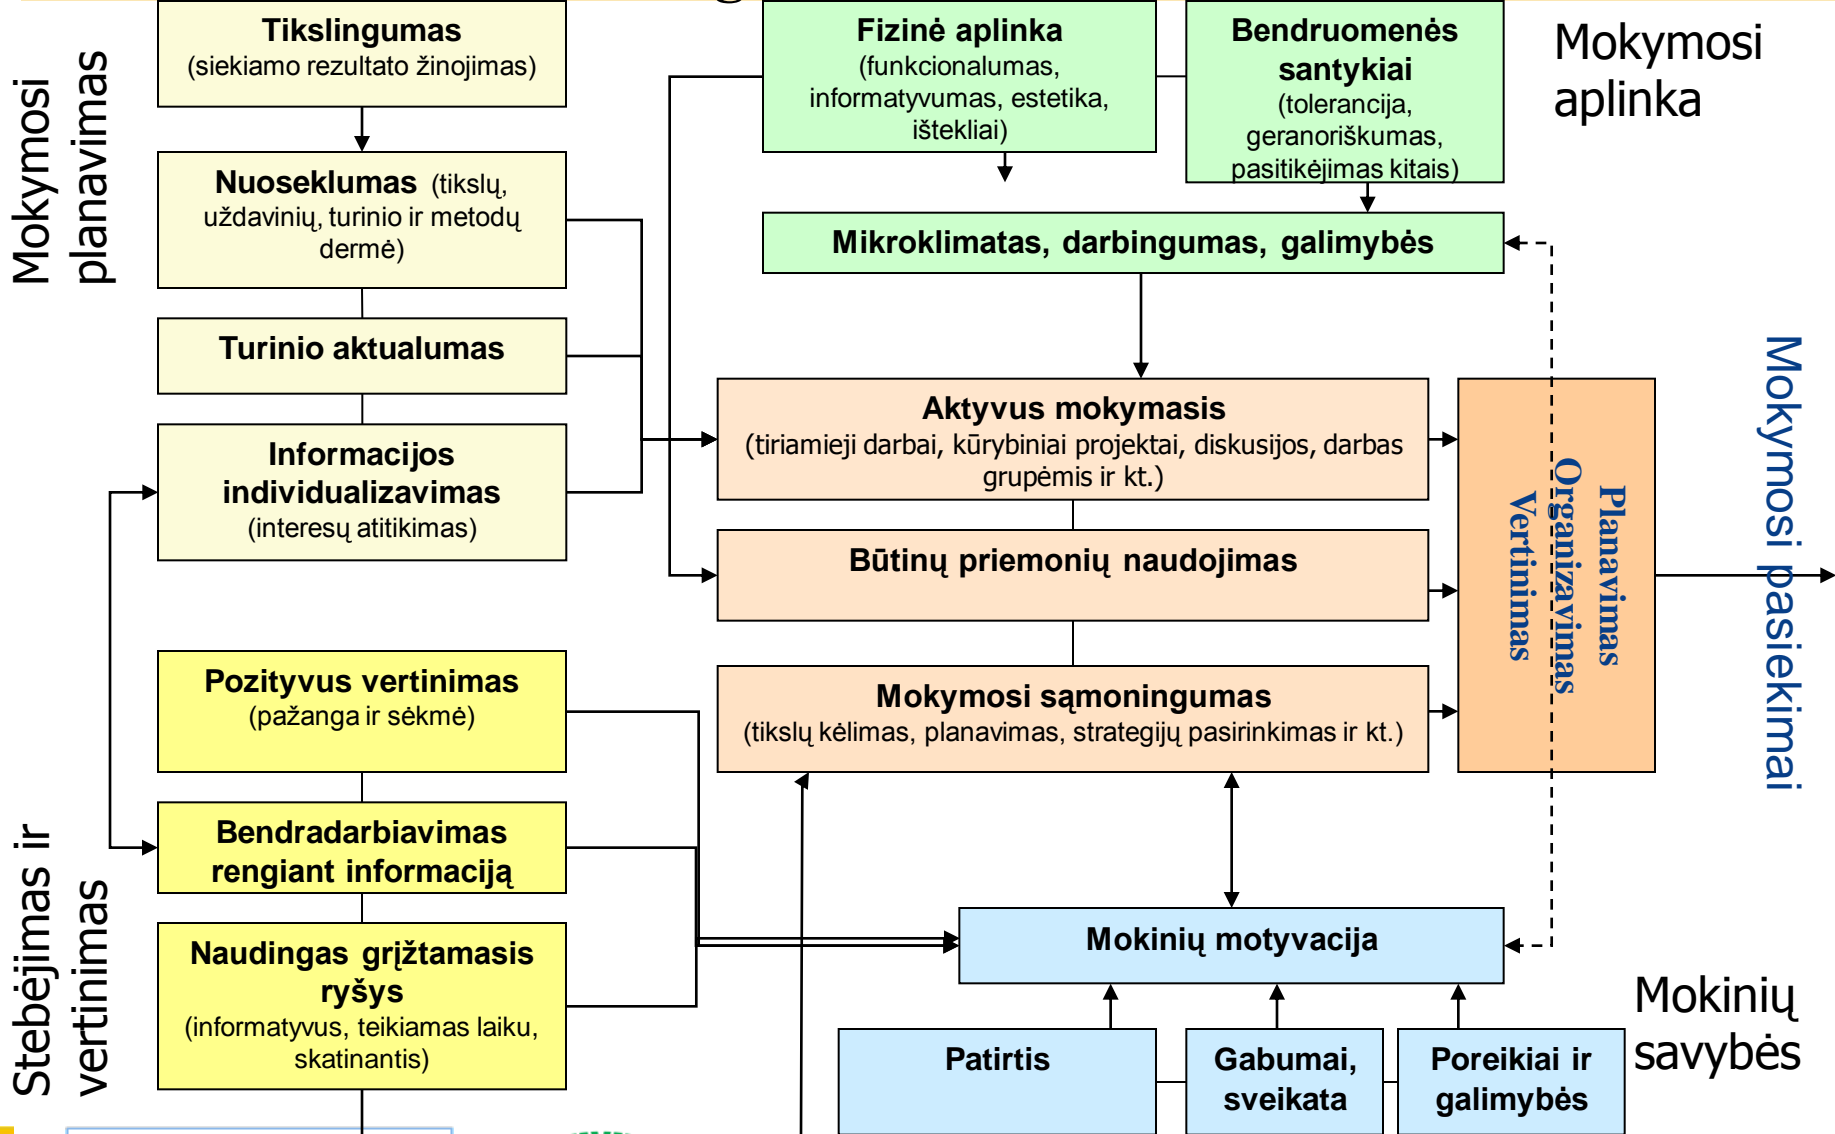 Mokymosi
planavimas
Tikslingumas
(siekiamo rezultato žinojimas)
Nuoseklumas (tikslų,
uždavinių, turinio ir metodų
dermė)
Turinio aktualumas
Informacijos
individualizavimas
(interesų atitikimas)
Fizinė aplinka
(funkcionalumas,
informatyvumas, estetika,
ištekliai)
Bendruomenės
santykiai
(tolerancija,
geranoriškumas,
pasitikėjimas kitais)
Mokymosi
aplinka
Mikroklimatas, darbingumas, galimybės
Aktyvus mokymasis
(tiriamieji darbai, kūrybiniai projektai, diskusijos, darbas
grupėmis ir kt.)
Būtinų priemonių naudojimas
Mokymosi sąmoningumas
(tikslų kėlimas, planavimas, strategijų pasirinkimas ir kt.)
Planavimas
Organizavimas
Vertinimas
Mokymosi pasiekimai
Stebėjimas ir
vertinimas
Pozityvus vertinimas
(pažanga ir sėkmė)
Bendradarbiavimas
rengiant informaciją
Naudingas grįžtamasis
ryšys
(informatyvus, teikiamas laiku,
skatinantis)
Mokinių motyvacija
Patirtis
Gabumai,
sveikata
Poreikiai ir
galimybės
Mokinių
savybės